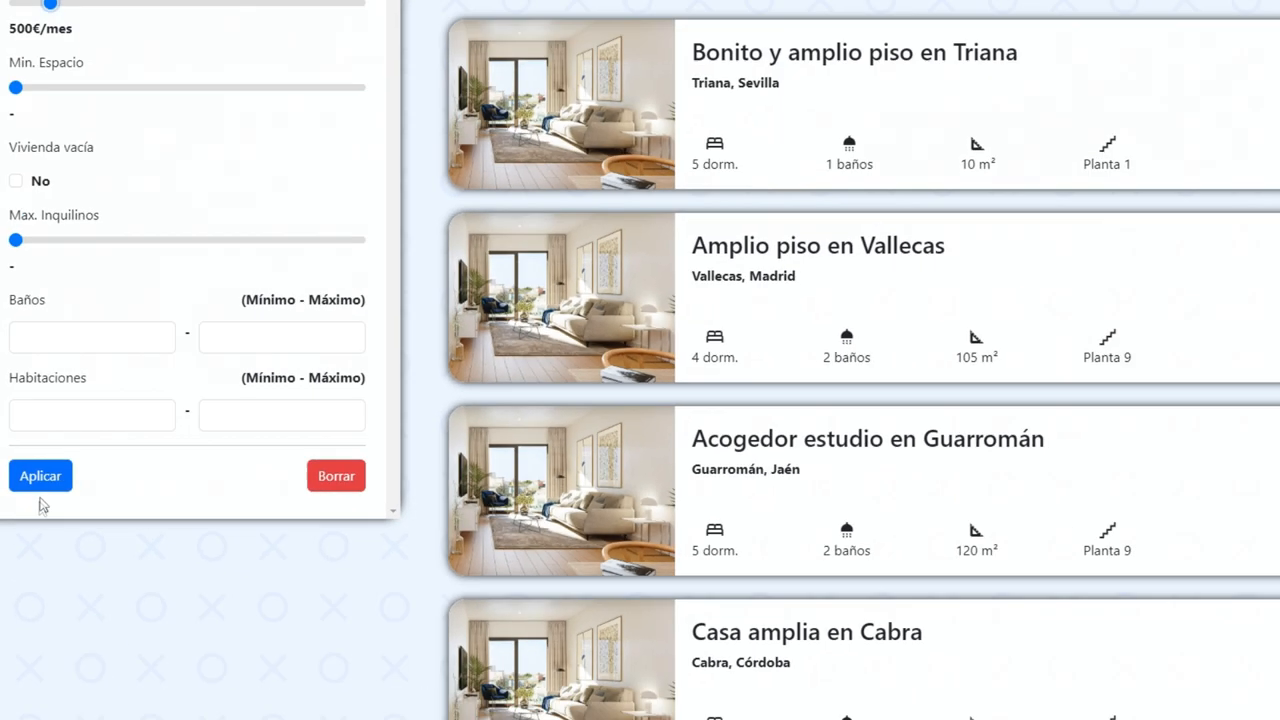 500€/mes
Min. Espacio
-
Vivienda vacía
No
Max. Inquilinos
-
Baños (Mínimo - Máximo)
-
Habitaciones (Mínimo - Máximo)
-
Aplicar Borrar
Bonito y amplio piso en Triana
Triana, Sevilla
5 dorm. 1 baños 10 m² Planta 1
Amplio piso en Vallecas
Vallecas, Madrid
4 dorm. 2 baños 105 m² Planta 9
Acogedor estudio en Guarromán
Guarromán, Jaén
5 dorm. 2 baños 120 m² Planta 9
Casa amplia en Cabra
Cabra, Córdoba